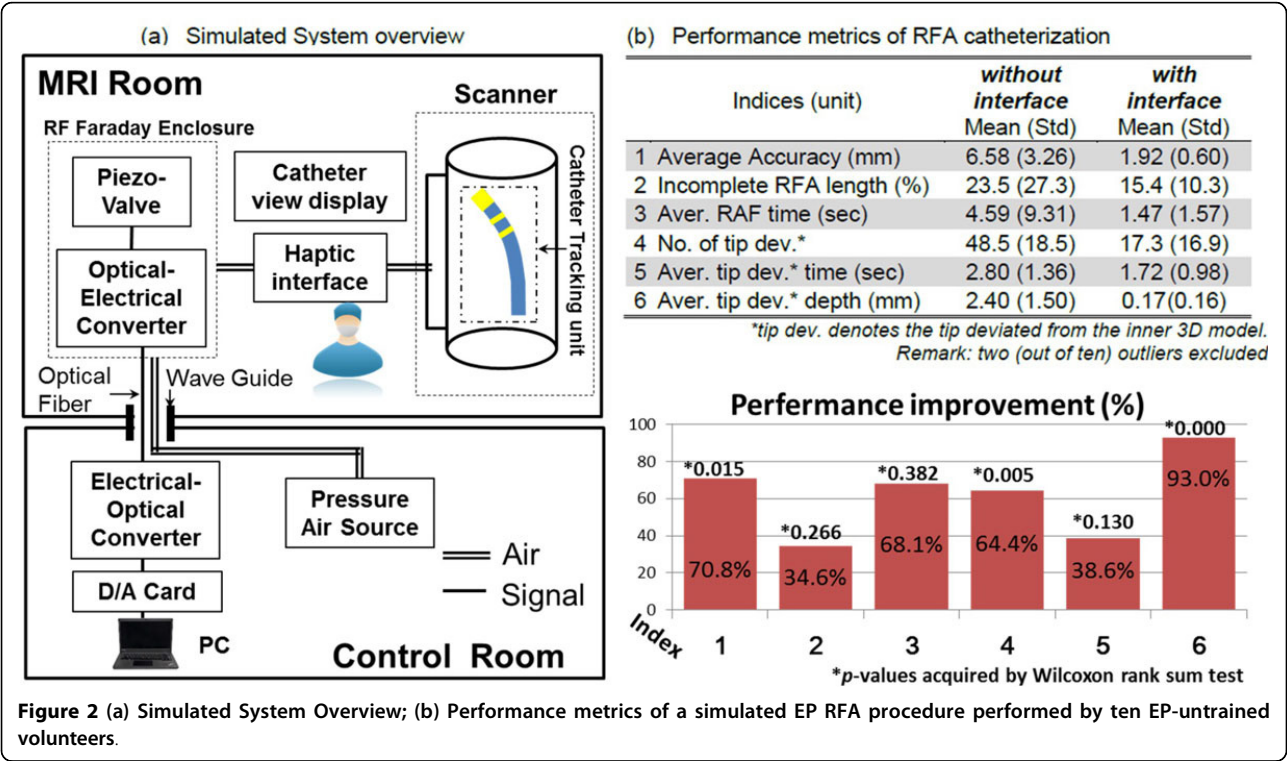 (a) Simulated System overview
MRI Room
Scanner
RF Faraday Enclosure
Piezo-
Valve
Catheter
view display
Optical-
Electrical
Converter
Haptic
interface
Catheter Tracking unit
Optical
Fiber
Wave Guide
Electrical-
Optical
Converter
Pressure
Air Source
D/A Card
PC
Air
Signal
Control Room
(b) Performance metrics of RFA catheterization
Indices (unit) without interface Mean (Std) with interface Mean (Std)
1 Average Accuracy (mm) 6.58 (3.26) 1.92 (0.60)
2 Incomplete RFA length (%) 23.5 (27.3) 15.4 (10.3)
3 Aver. RAF time (sec) 4.59 (9.31) 1.47 (1.57)
4 No. of tip dev.* 48.5 (18.5) 17.3 (16.9)
5 Aver. tip dev.* time (sec) 2.80 (1.36) 1.72 (0.98)
6 Aver. tip dev.* depth (mm) 2.40 (1.50) 0.17(0.16)
*tip dev. denotes the tip deviated from the inner 3D model.
Remark: two (out of ten) outliers excluded
Perfermance improvement (%)
100
80
60
40
20
0
*0.015
*0.266
*0.382
*0.005
*0.130
*0.000
70.8%
34.6%
68.1%
64.4%
38.6%
93.0%
Index 1 2 3 4 5 6
*p-values acquired by Wilcoxon rank sum test
Figure 2 (a) Simulated System Overview; (b) Performance metrics of a simulated EP RFA procedure performed by ten EP-untrained
volunteers.